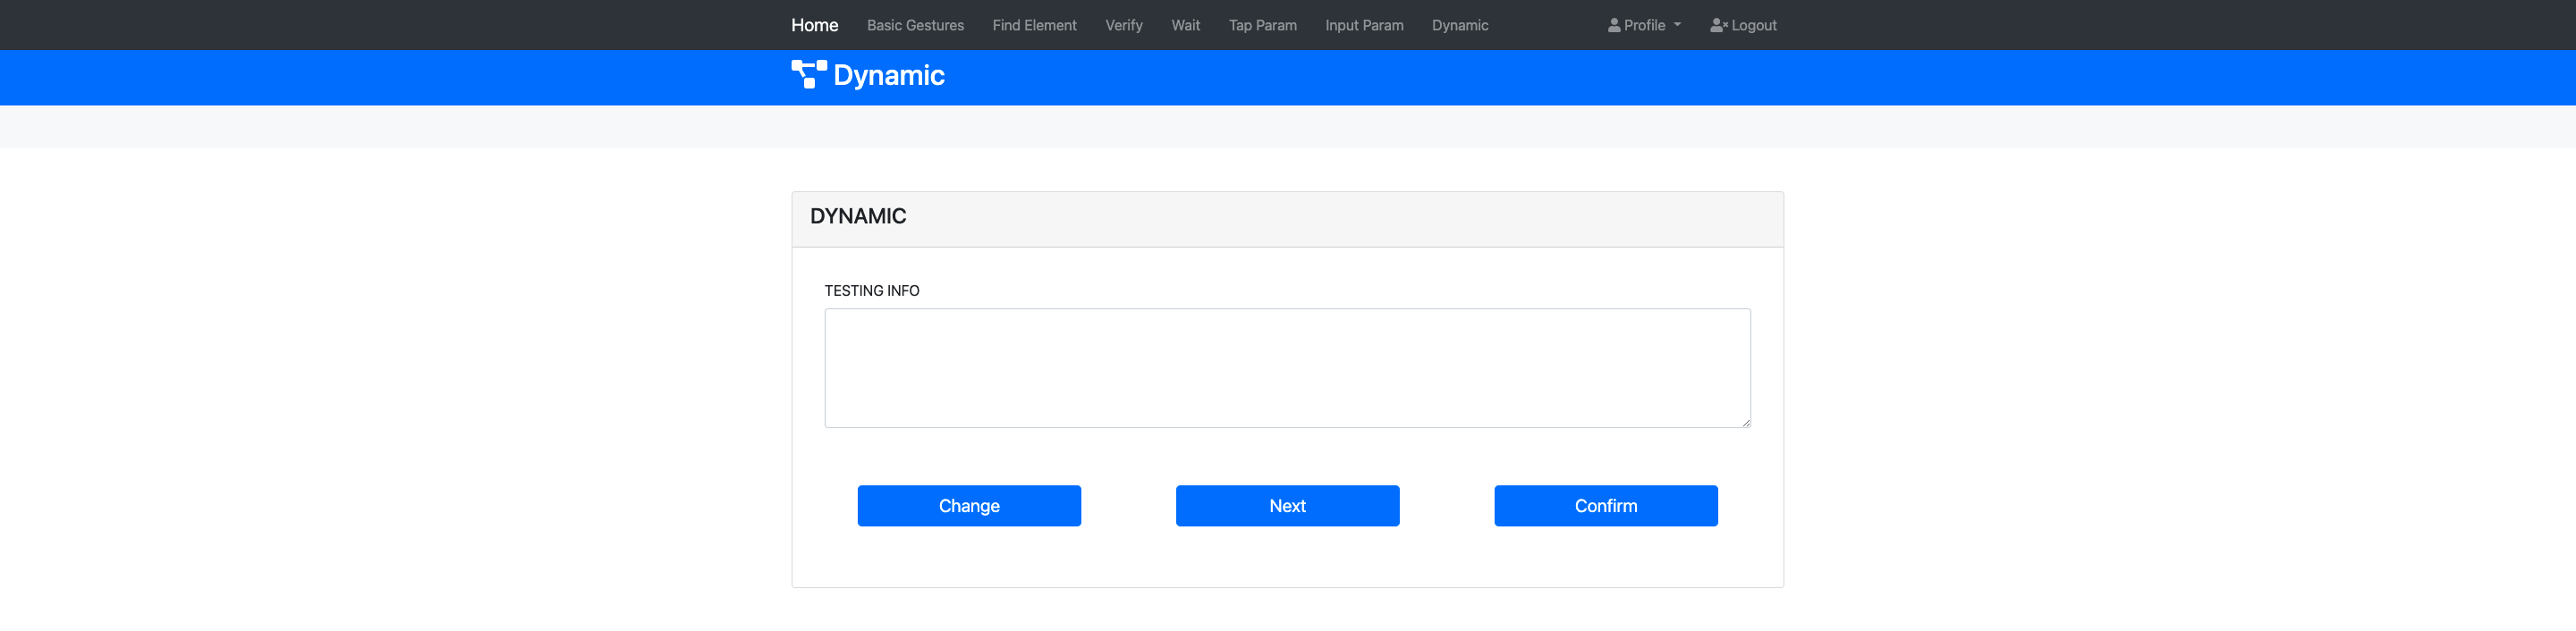 Home Basic Gestures Find Element Verify Wait Tap Param Input Param Dynamic Profile Logout
Dynamic
DYNAMIC
TESTING INFO
Change Next Confirm